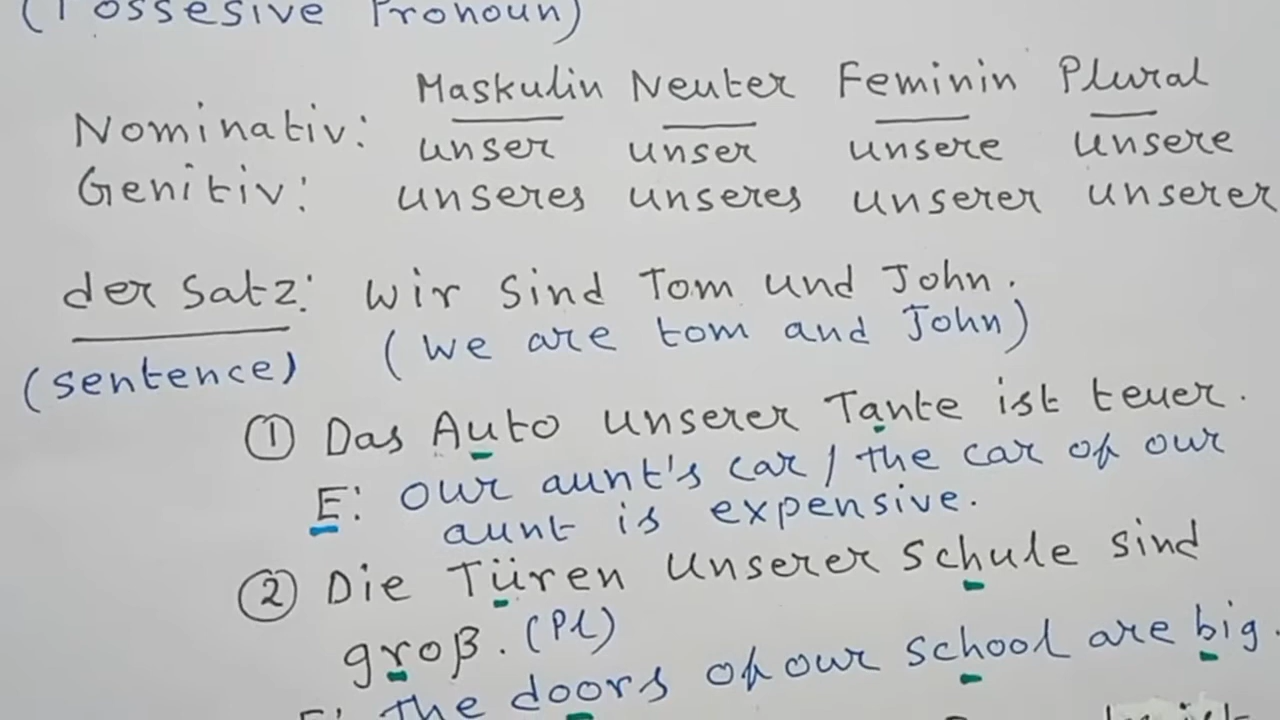 (Possesive Pronoun)
Maskulin Neuter Feminin Plural
Nominativ: unser unser unsere unsere
Genitiv: unseres unseres unserer unserer
der Satz: Wir Sind Tom und John.
(sentence) (We are tom and John)
① Das Auto unserer Tante ist teuer.
E: our aunt's car / the car of our
aunt is expensive.
② Die Türen Unserer Schule sind
groß. (Pl)
E: The doors of our school are big.